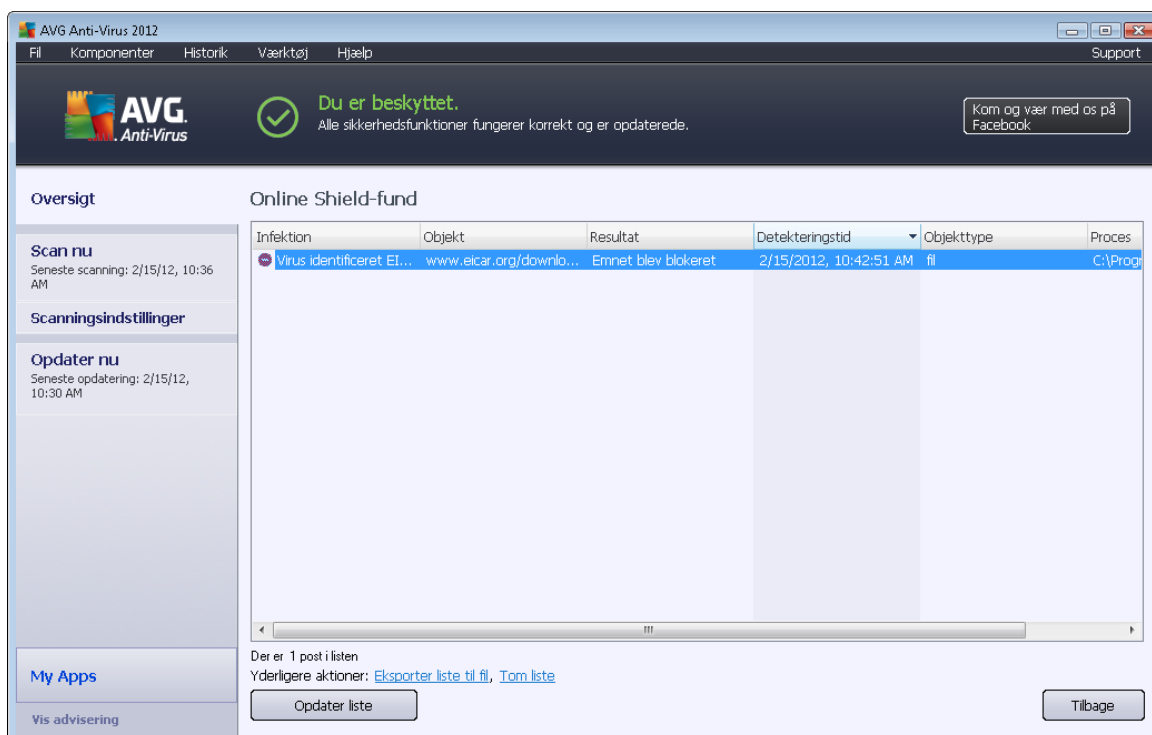 AVG Anti-Virus 2012
Fil Komponenter Historik Værktøj Hjælp Support
AVG.
Anti-Virus
Du er beskyttet.
Alle sikkerhedsfunktioner fungerer korrekt og er opdaterede.
Kom og vær med os på
Facebook
Oversigt
Scan nu
Seneste scanning: 2/15/12, 10:36
AM
Scanningsindstillinger
Opdater nu
Seneste opdatering: 2/15/12,
10:30 AM
My Apps
Vis advisering
Online Shield-fund
Infektion Objekt Resultat Detekteringstid Objekttype Proces
Virus identificeret EI... www.eicar.org/downlo... Emnet blev blokeret 2/15/2012, 10:42:51 AM fil C:\Progr
Der er 1 post i listen
Yderligere aktioner: Eksporter liste til fil, Tom liste
Opdater liste
Tilbage